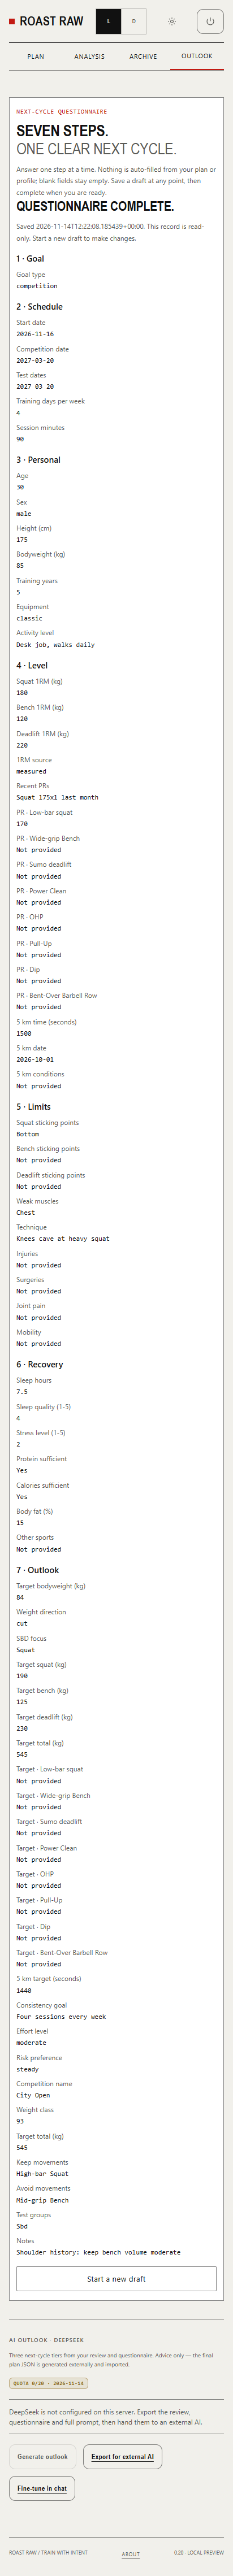 ROAST RAW
L
D
PLAN
ANALYSIS
ARCHIVE
OUTLOOK
NEXT-CYCLE QUESTIONNAIRE
SEVEN STEPS.
ONE CLEAR NEXT CYCLE.
Answer one step at a time. Nothing is auto-filled from your plan or
profile; blank fields stay empty. Save a draft at any point, then
complete when you are ready.
QUESTIONNAIRE COMPLETE.
Saved 2026-11-14T12:22:08.185439+00:00. This record is read-
only. Start a new draft to make changes.
1 · Goal
Goal type
competition
2 · Schedule
Start date
2026-11-16
Competition date
2027-03-20
Test dates
2027 03 20
Training days per week
4
Session minutes
90
3 · Personal
Age
30
Sex
male
Height (cm)
175
Bodyweight (kg)
85
Training years
5
Equipment
classic
Activity level
Desk job, walks daily
4 · Level
Squat 1RM (kg)
180
Bench 1RM (kg)
120
Deadlift 1RM (kg)
220
1RM source
measured
Recent PRs
Squat 175x1 last month
PR · Low-bar squat
170
PR · Wide-grip Bench
Not provided
PR · Sumo deadlift
Not provided
PR · Power Clean
Not provided
PR · OHP
Not provided
PR · Pull-Up
Not provided
PR · Dip
Not provided
PR · Bent-Over Barbell Row
Not provided
5 km time (seconds)
1500
5 km date
2026-10-01
5 km conditions
Not provided
5 · Limits
Squat sticking points
Bottom
Bench sticking points
Not provided
Deadlift sticking points
Not provided
Weak muscles
Chest
Technique
Knees cave at heavy squat
Injuries
Not provided
Surgeries
Not provided
Joint pain
Not provided
Mobility
Not provided
6 · Recovery
Sleep hours
7.5
Sleep quality (1-5)
4
Stress level (1-5)
2
Protein sufficient
Yes
Calories sufficient
Yes
Body fat (%)
15
Other sports
Not provided
7 · Outlook
Target bodyweight (kg)
84
Weight direction
cut
SBD focus
Squat
Target squat (kg)
190
Target bench (kg)
125
Target deadlift (kg)
230
Target total (kg)
545
Target · Low-bar squat
Not provided
Target · Wide-grip Bench
Not provided
Target · Sumo deadlift
Not provided
Target · Power Clean
Not provided
Target · OHP
Not provided
Target · Pull-Up
Not provided
Target · Dip
Not provided
Target · Bent-Over Barbell Row
Not provided
5 km target (seconds)
1440
Consistency goal
Four sessions every week
Effort level
moderate
Risk preference
steady
Competition name
City Open
Weight class
93
Target total (kg)
545
Keep movements
High-bar Squat
Avoid movements
Mid-grip Bench
Test groups
Sbd
Notes
Shoulder history: keep bench volume moderate
Start a new draft
AI OUTLOOK · DEEPSEEK
Three next-cycle tiers from your review and questionnaire. Advice only — the final
plan JSON is generated externally and imported.
QUOTA 0/20 · 2026-11-14
DeepSeek is not configured on this server. Export the review,
questionnaire and full prompt, then hand them to an external AI.
Generate outlook
Export for external AI
Fine-tune in chat
ROAST RAW / TRAIN WITH INTENT
ABOUT
0.20 · LOCAL PREVIEW